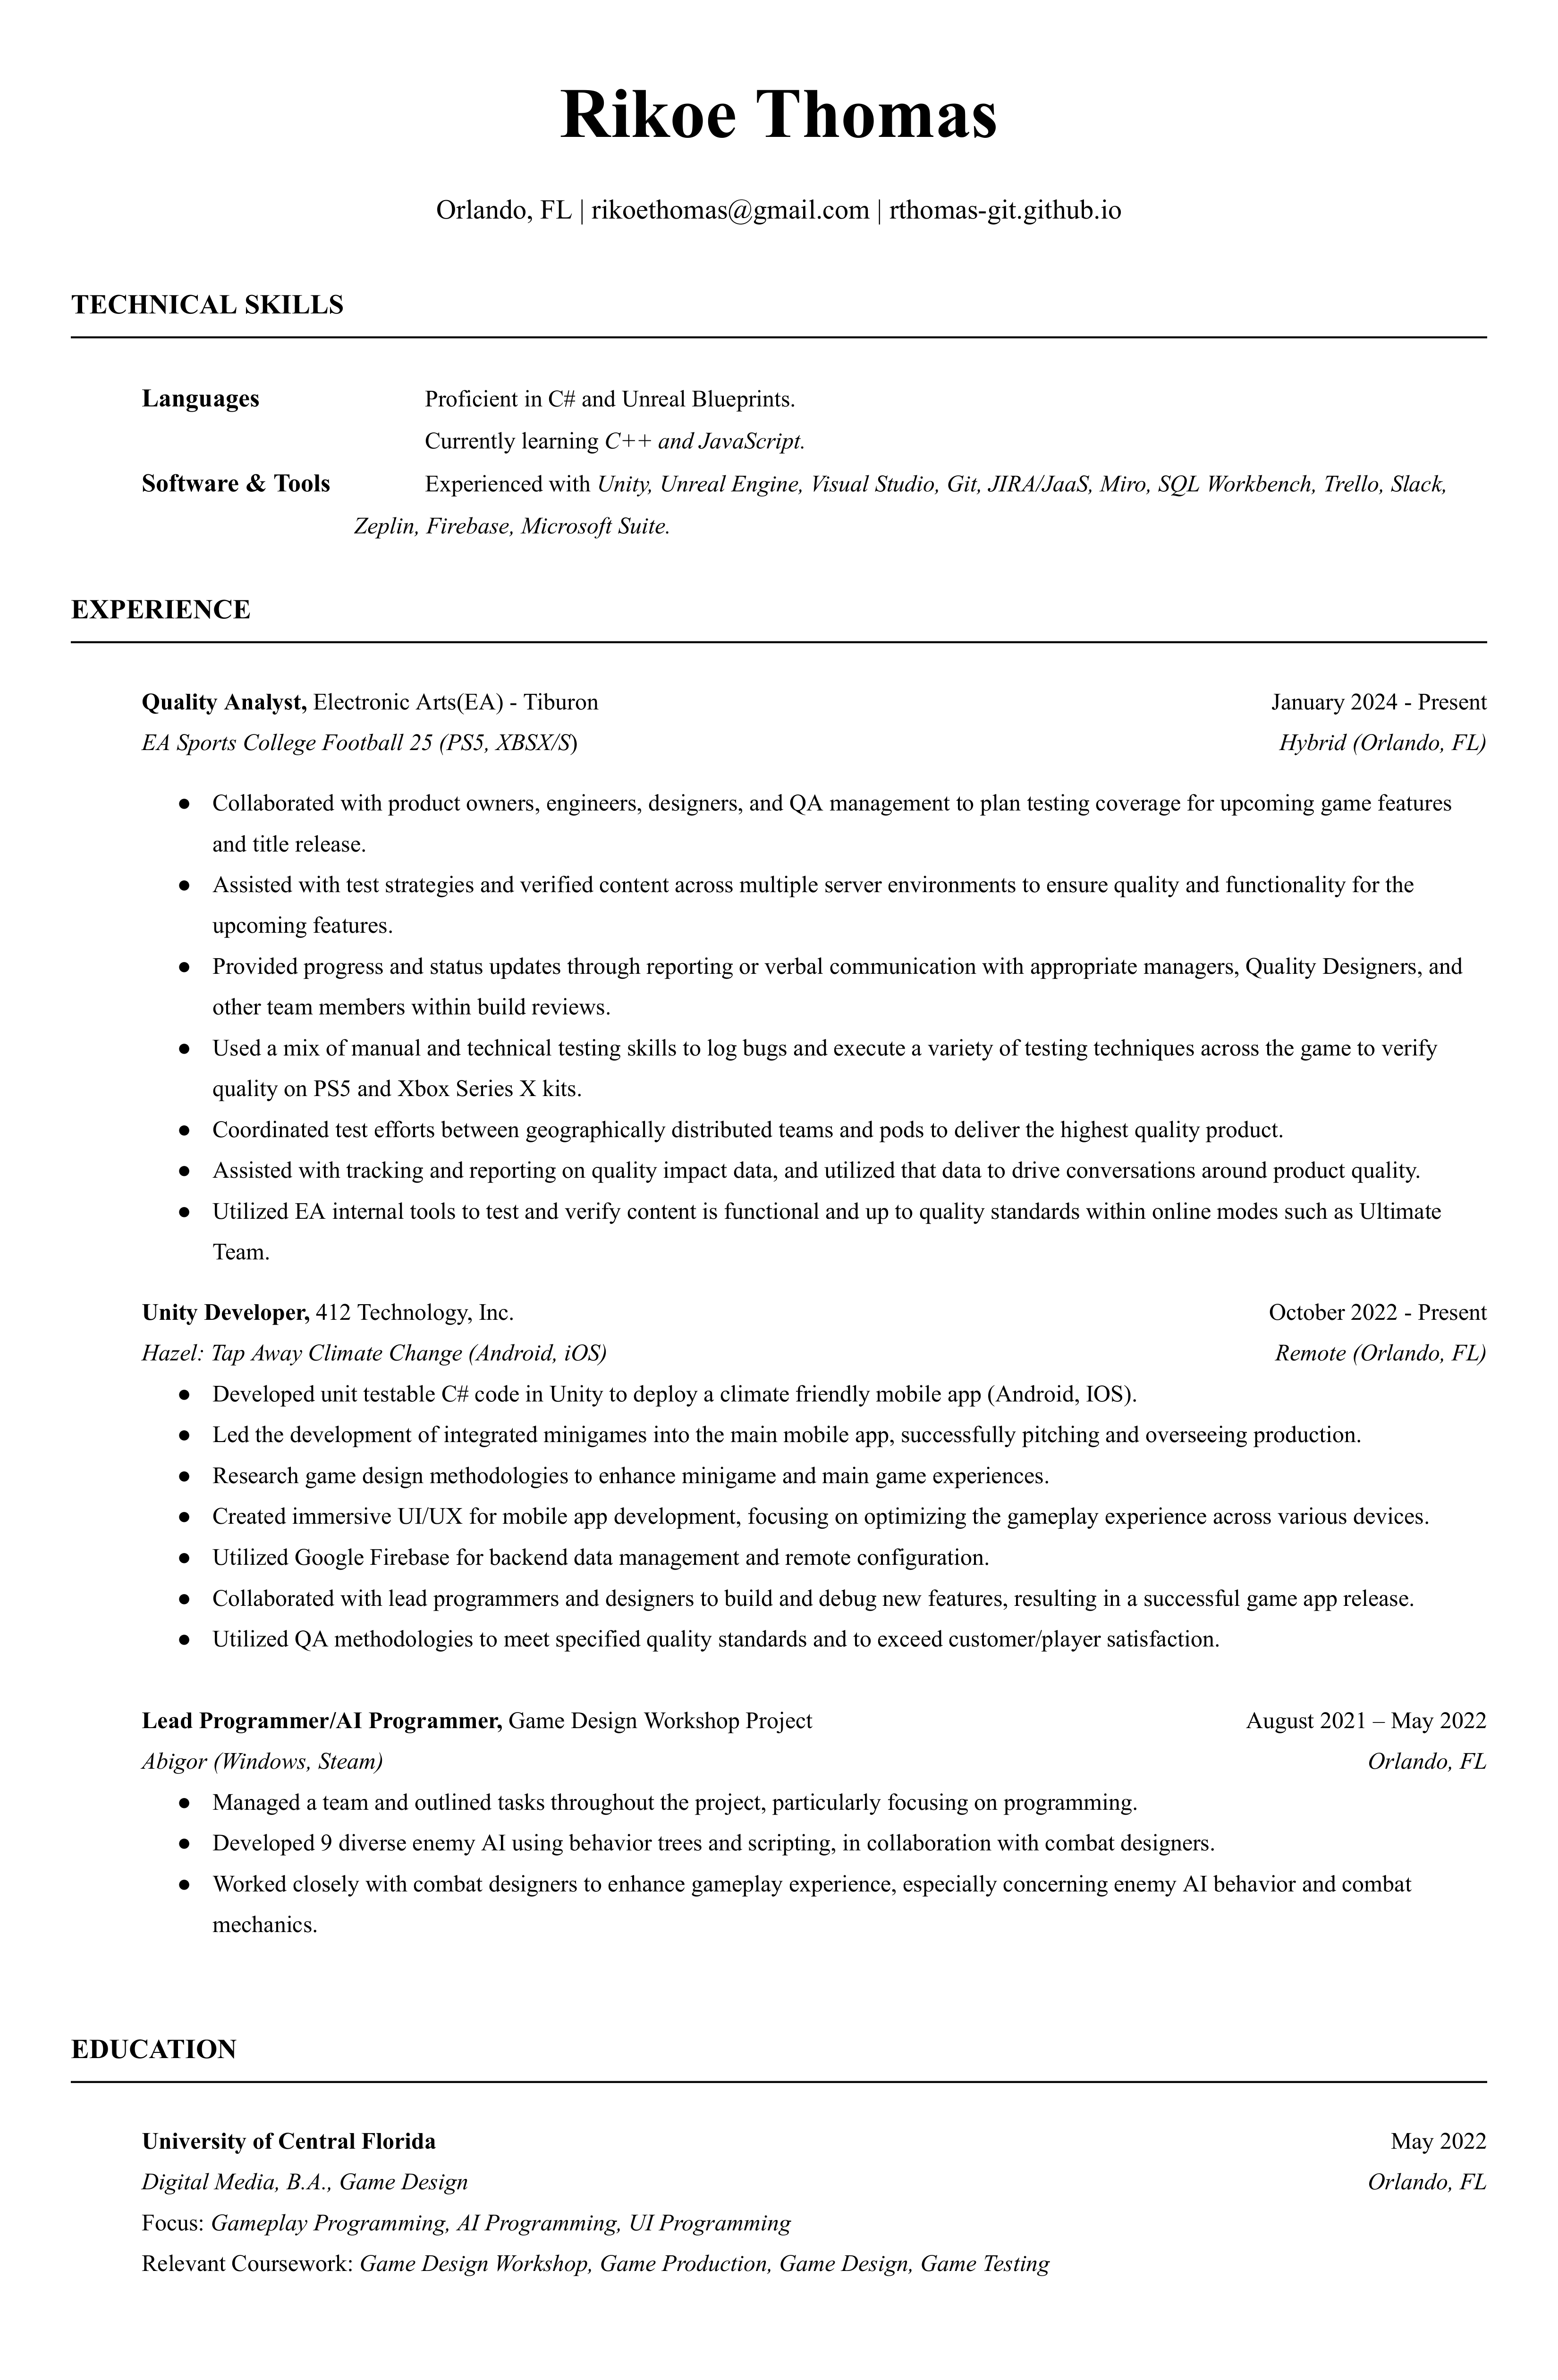 Rikoe Thomas
Orlando, FL | rikoethomas@gmail.com | rthomas-git.github.io
TECHNICAL SKILLS
Languages Proficient in C# and Unreal Blueprints.
Currently learning C++ and JavaScript.
Software & Tools Experienced with Unity, Unreal Engine, Visual Studio, Git, JIRA/JaaS, Miro, SQL Workbench, Trello, Slack,
Zeplin, Firebase, Microsoft Suite.
EXPERIENCE
Quality Analyst, Electronic Arts(EA) - Tiburon January 2024 - Present
EA Sports College Football 25 (PS5, XBSX/S) Hybrid (Orlando, FL)
● Collaborated with product owners, engineers, designers, and QA management to plan testing coverage for upcoming game features
and title release.
● Assisted with test strategies and verified content across multiple server environments to ensure quality and functionality for the
upcoming features.
● Provided progress and status updates through reporting or verbal communication with appropriate managers, Quality Designers, and
other team members within build reviews.
● Used a mix of manual and technical testing skills to log bugs and execute a variety of testing techniques across the game to verify
quality on PS5 and Xbox Series X kits.
● Coordinated test efforts between geographically distributed teams and pods to deliver the highest quality product.
● Assisted with tracking and reporting on quality impact data, and utilized that data to drive conversations around product quality.
● Utilized EA internal tools to test and verify content is functional and up to quality standards within online modes such as Ultimate
Team.
Unity Developer, 412 Technology, Inc. October 2022 - Present
Hazel: Tap Away Climate Change (Android, iOS) Remote (Orlando, FL)
● Developed unit testable C# code in Unity to deploy a climate friendly mobile app (Android, IOS).
● Led the development of integrated minigames into the main mobile app, successfully pitching and overseeing production.
● Research game design methodologies to enhance minigame and main game experiences.
● Created immersive UI/UX for mobile app development, focusing on optimizing the gameplay experience across various devices.
● Utilized Google Firebase for backend data management and remote configuration.
● Collaborated with lead programmers and designers to build and debug new features, resulting in a successful game app release.
● Utilized QA methodologies to meet specified quality standards and to exceed customer/player satisfaction.
Lead Programmer/AI Programmer, Game Design Workshop Project August 2021 – May 2022
Abigor (Windows, Steam) Orlando, FL
● Managed a team and outlined tasks throughout the project, particularly focusing on programming.
● Developed 9 diverse enemy AI using behavior trees and scripting, in collaboration with combat designers.
● Worked closely with combat designers to enhance gameplay experience, especially concerning enemy AI behavior and combat
mechanics.
EDUCATION
University of Central Florida May 2022
Digital Media, B.A., Game Design Orlando, FL
Focus: Gameplay Programming, AI Programming, UI Programming
Relevant Coursework: Game Design Workshop, Game Production, Game Design, Game Testing